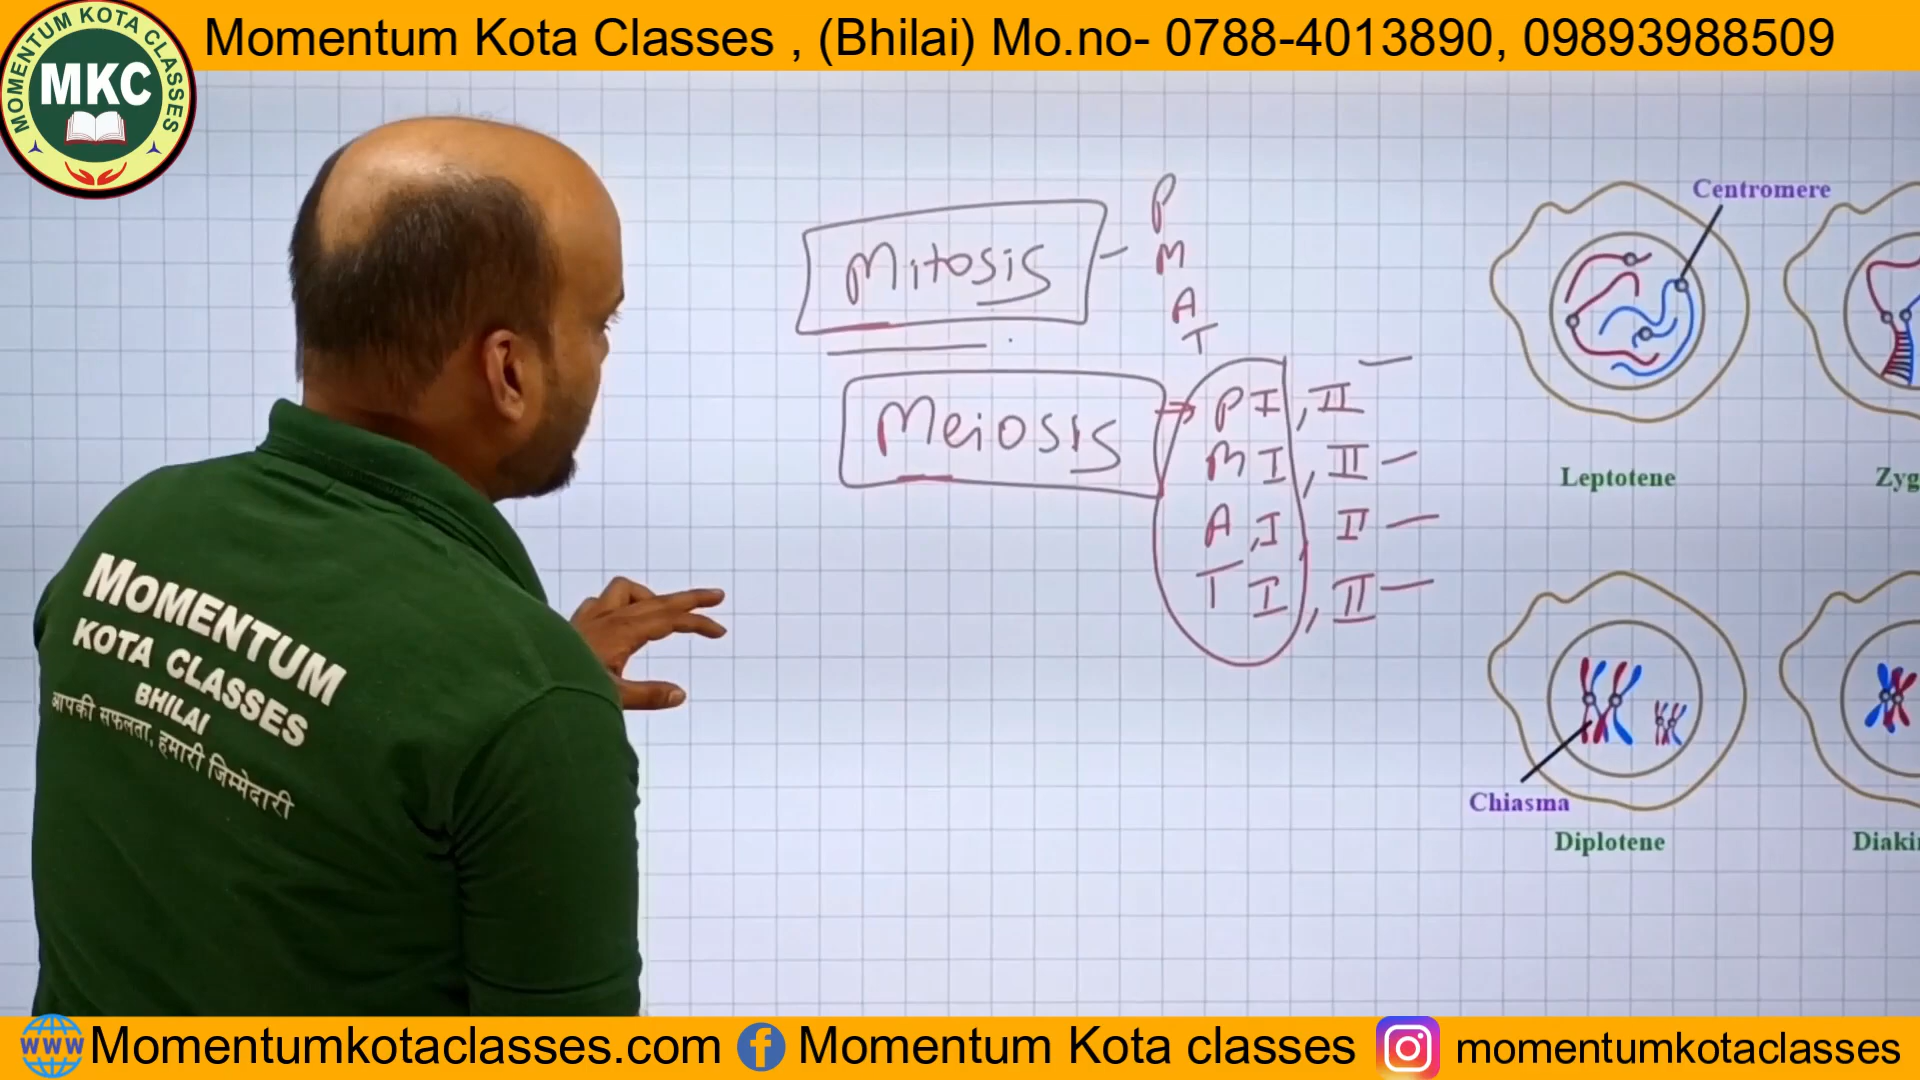 Momentum Kota Classes , (Bhilai) Mo.no- 0788-4013890, 09893988509
MOMENTUM KOTA CLASSES
MKC
Centromere
Mitosis - P
M
A
T
Meiosis → P I , II —
M I , II —
A , I II —
T I , II —
Leptotene
Zyg
MOMENTUM
KOTA CLASSES
BHILAI
आपकी सफलता, हमारी जिम्मेदारी
Chiasma
Diplotene
Diaki
www Momentumkotaclasses.com f Momentum Kota classes momentumkotaclasses